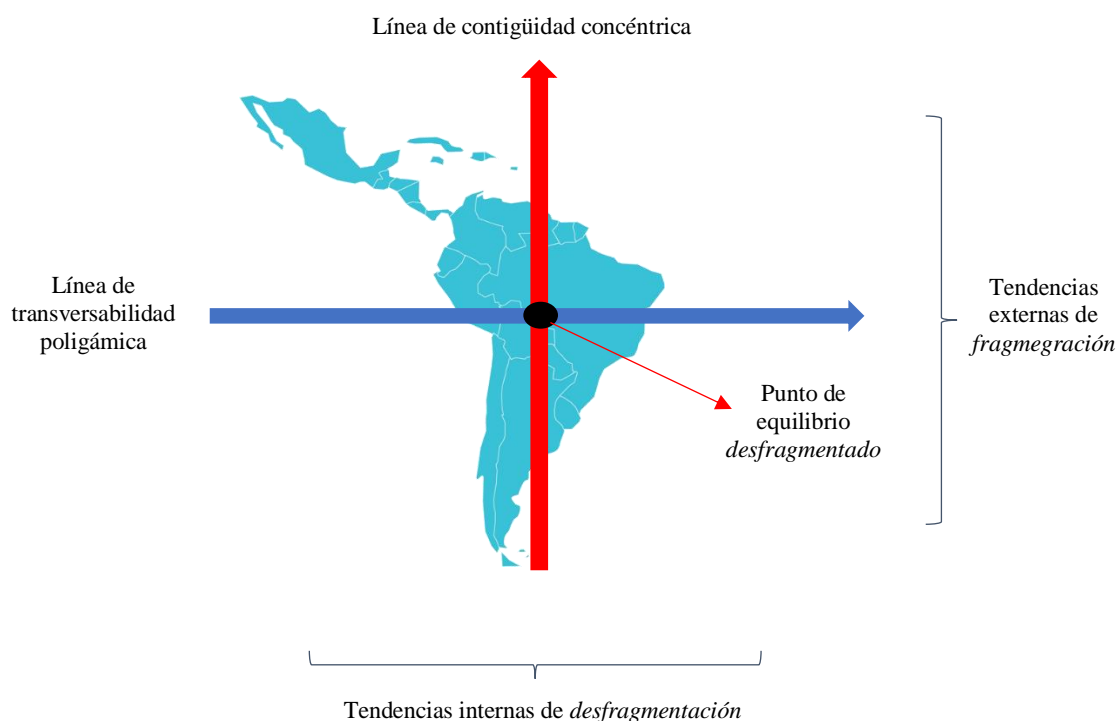 Línea de contigüidad concéntrica
Línea de
transversabilidad
poligámica
Tendencias
externas de
fragmegración
Punto de
equilibrio
desfragmentado
Tendencias internas de desfragmentación